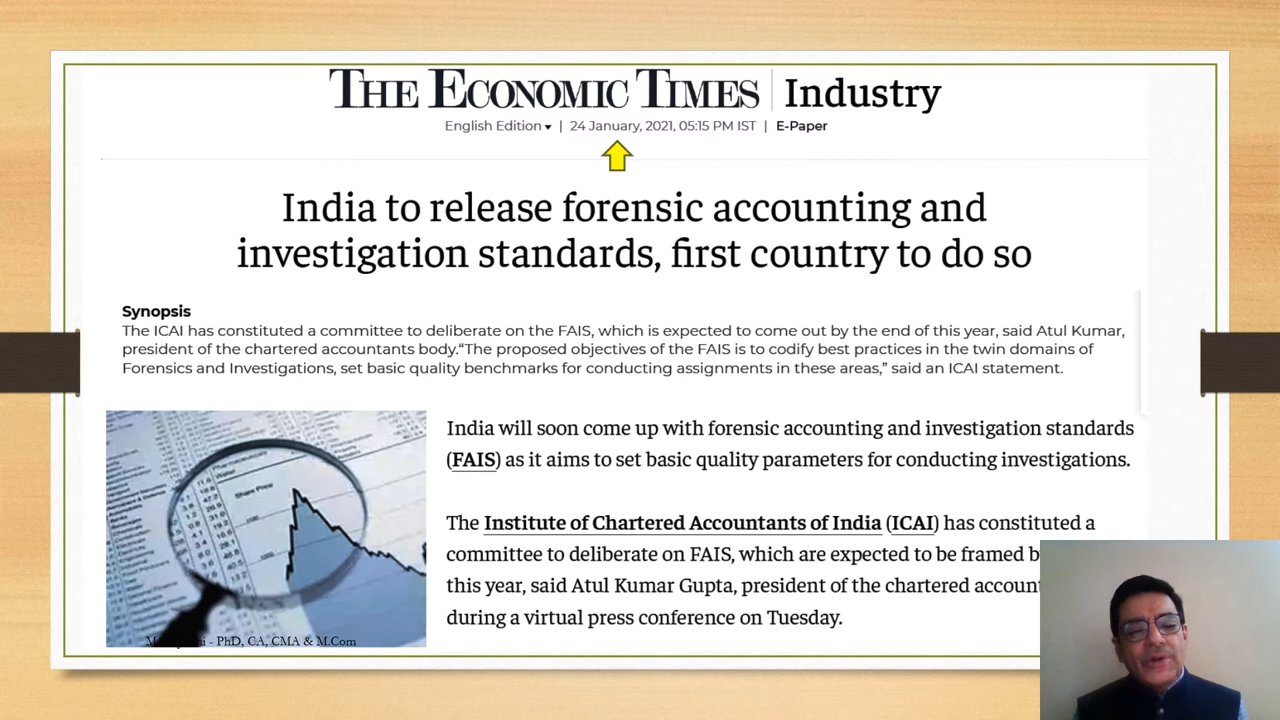 THE ECONOMIC TIMES | Industry
English Edition ▾ | 24 January, 2021, 05:15 PM IST | E-Paper
India to release forensic accounting and
investigation standards, first country to do so
Synopsis
The ICAI has constituted a committee to deliberate on the FAIS, which is expected to come out by the end of this year, said Atul Kumar,
president of the chartered accountants body.“The proposed objectives of the FAIS is to codify best practices in the twin domains of
Forensics and Investigations, set basic quality benchmarks for conducting assignments in these areas,” said an ICAI statement.
India will soon come up with forensic accounting and investigation standards
(FAIS) as it aims to set basic quality parameters for conducting investigations.
The Institute of Chartered Accountants of India (ICAI) has constituted a
committee to deliberate on FAIS, which are expected to be framed
this year, said Atul Kumar Gupta, president of the chartered
during a virtual press conference on Tuesday.
Share Price
- PhD, CA, CMA & M.Com